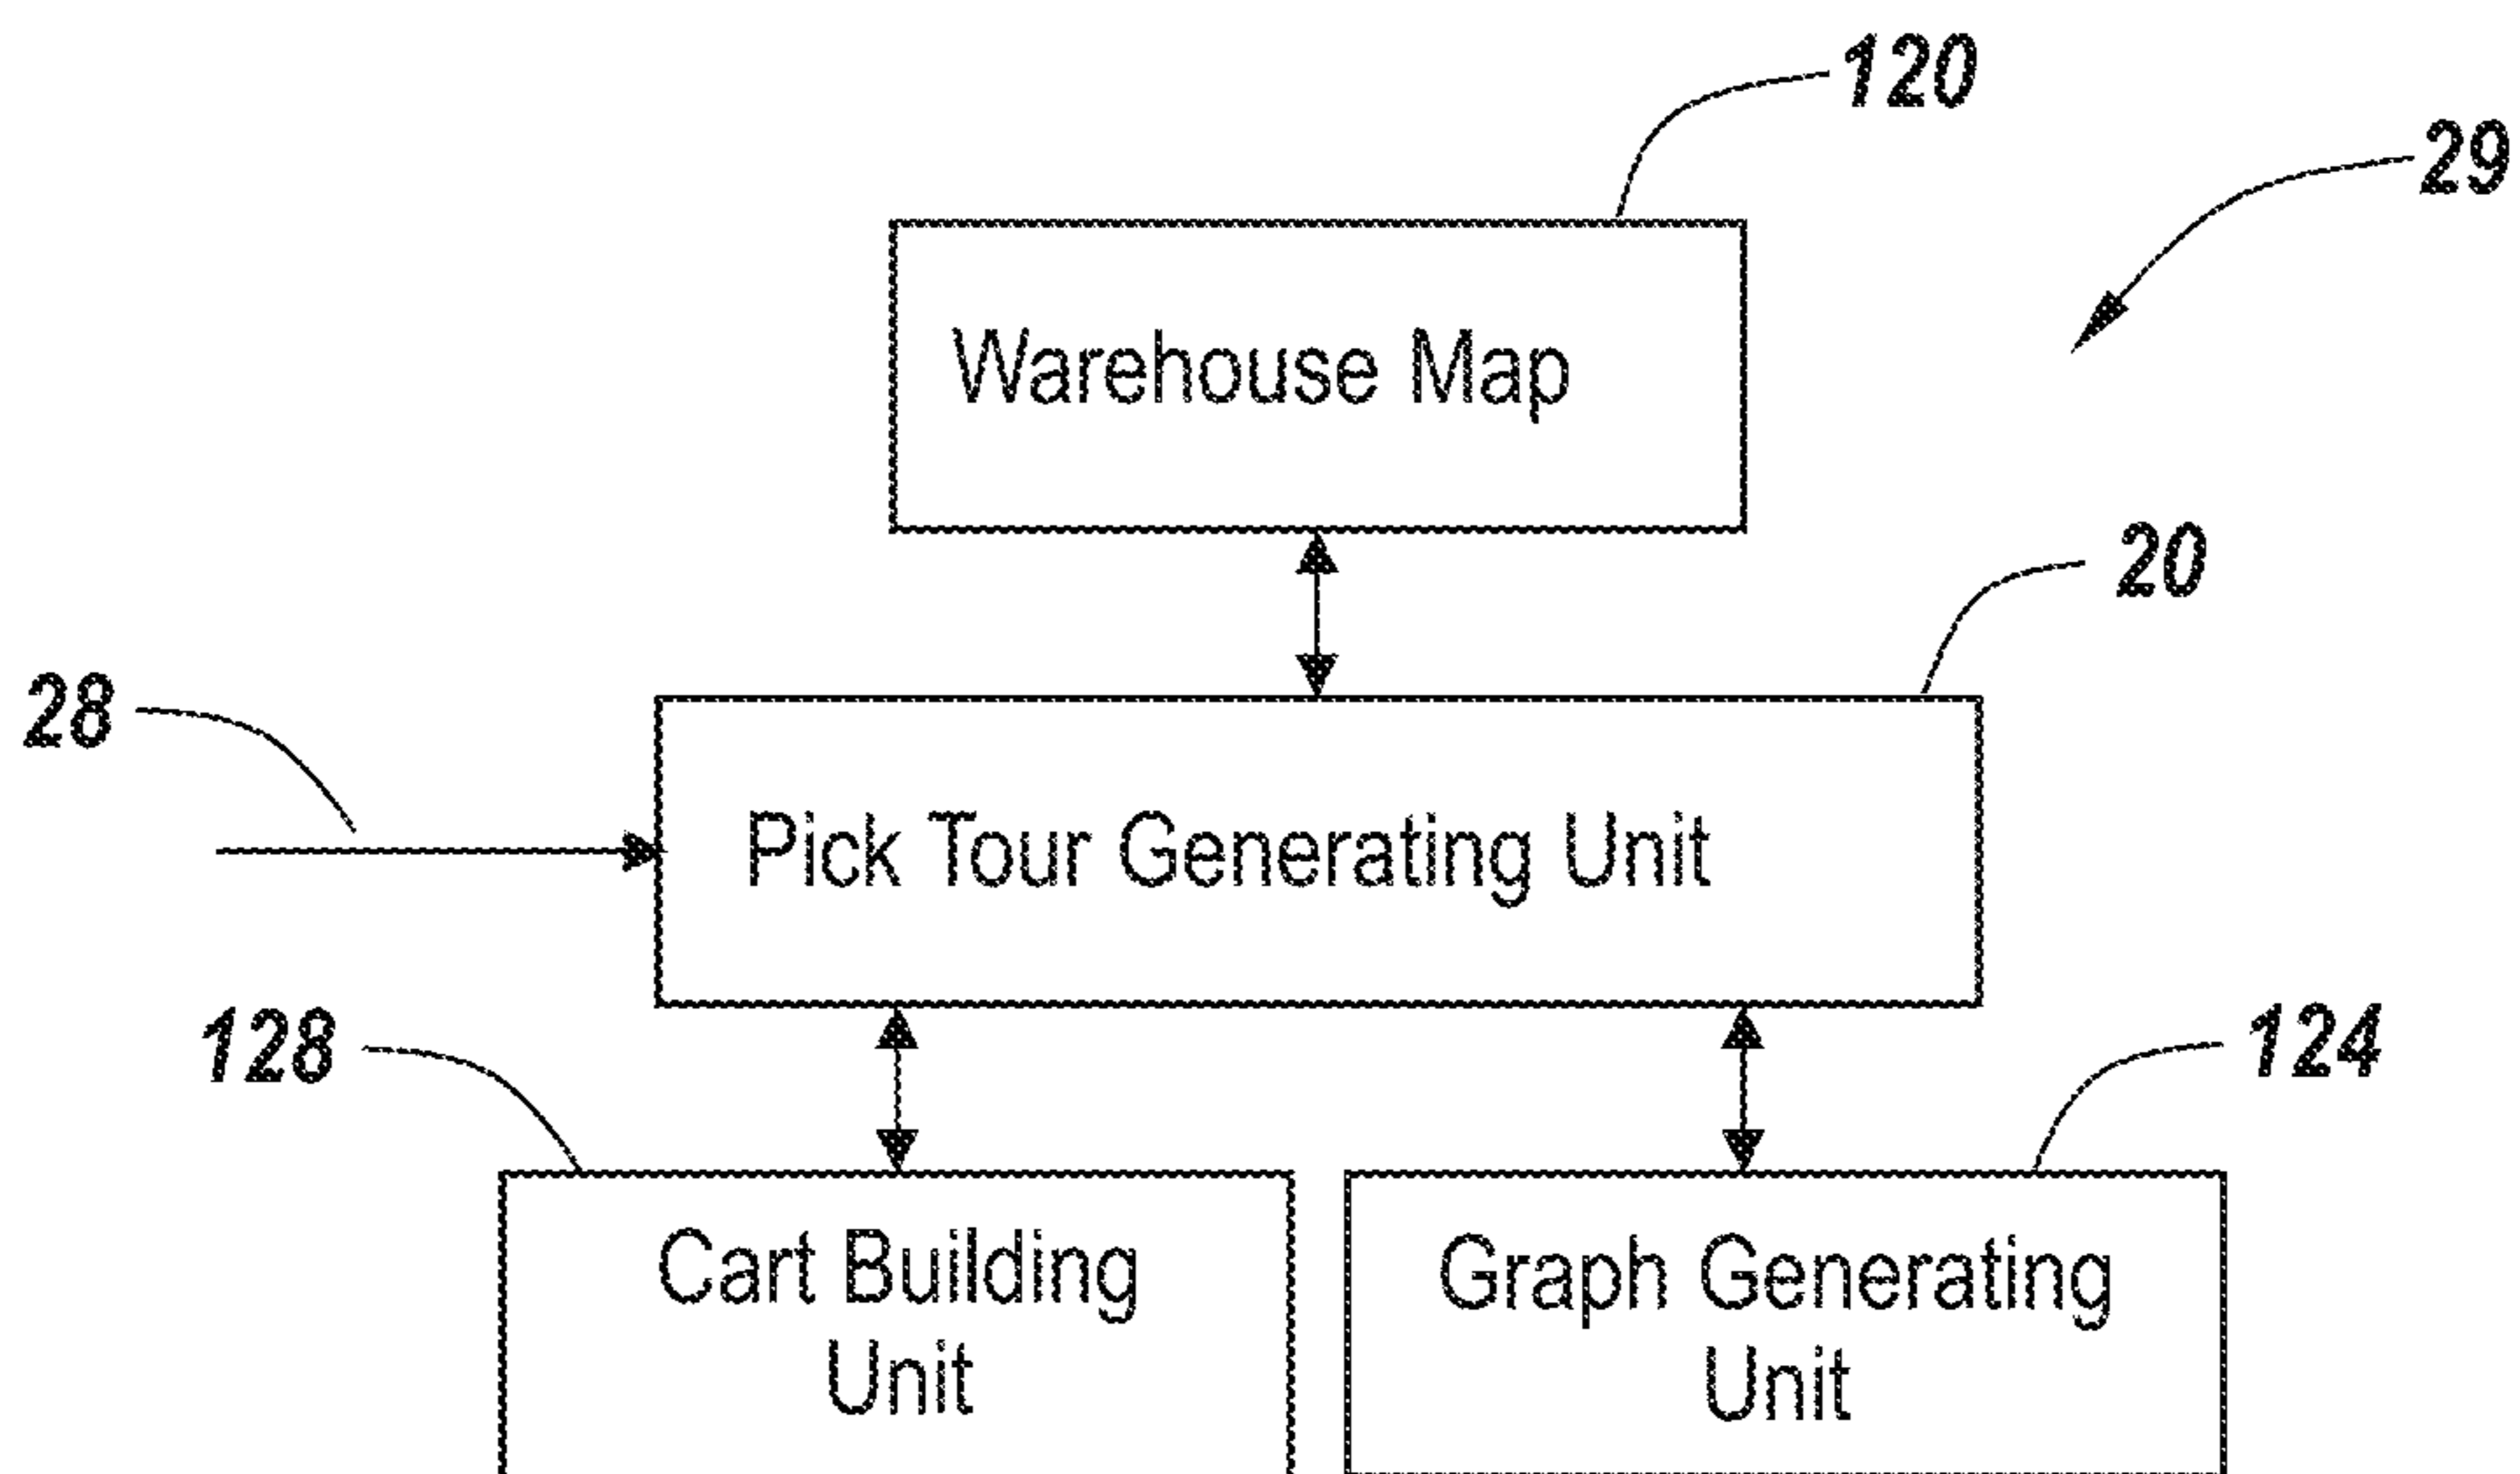 120
29
Warehouse Map
20
28
Pick Tour Generating Unit
128
124
Cart Building
Unit
Graph Generating
Unit